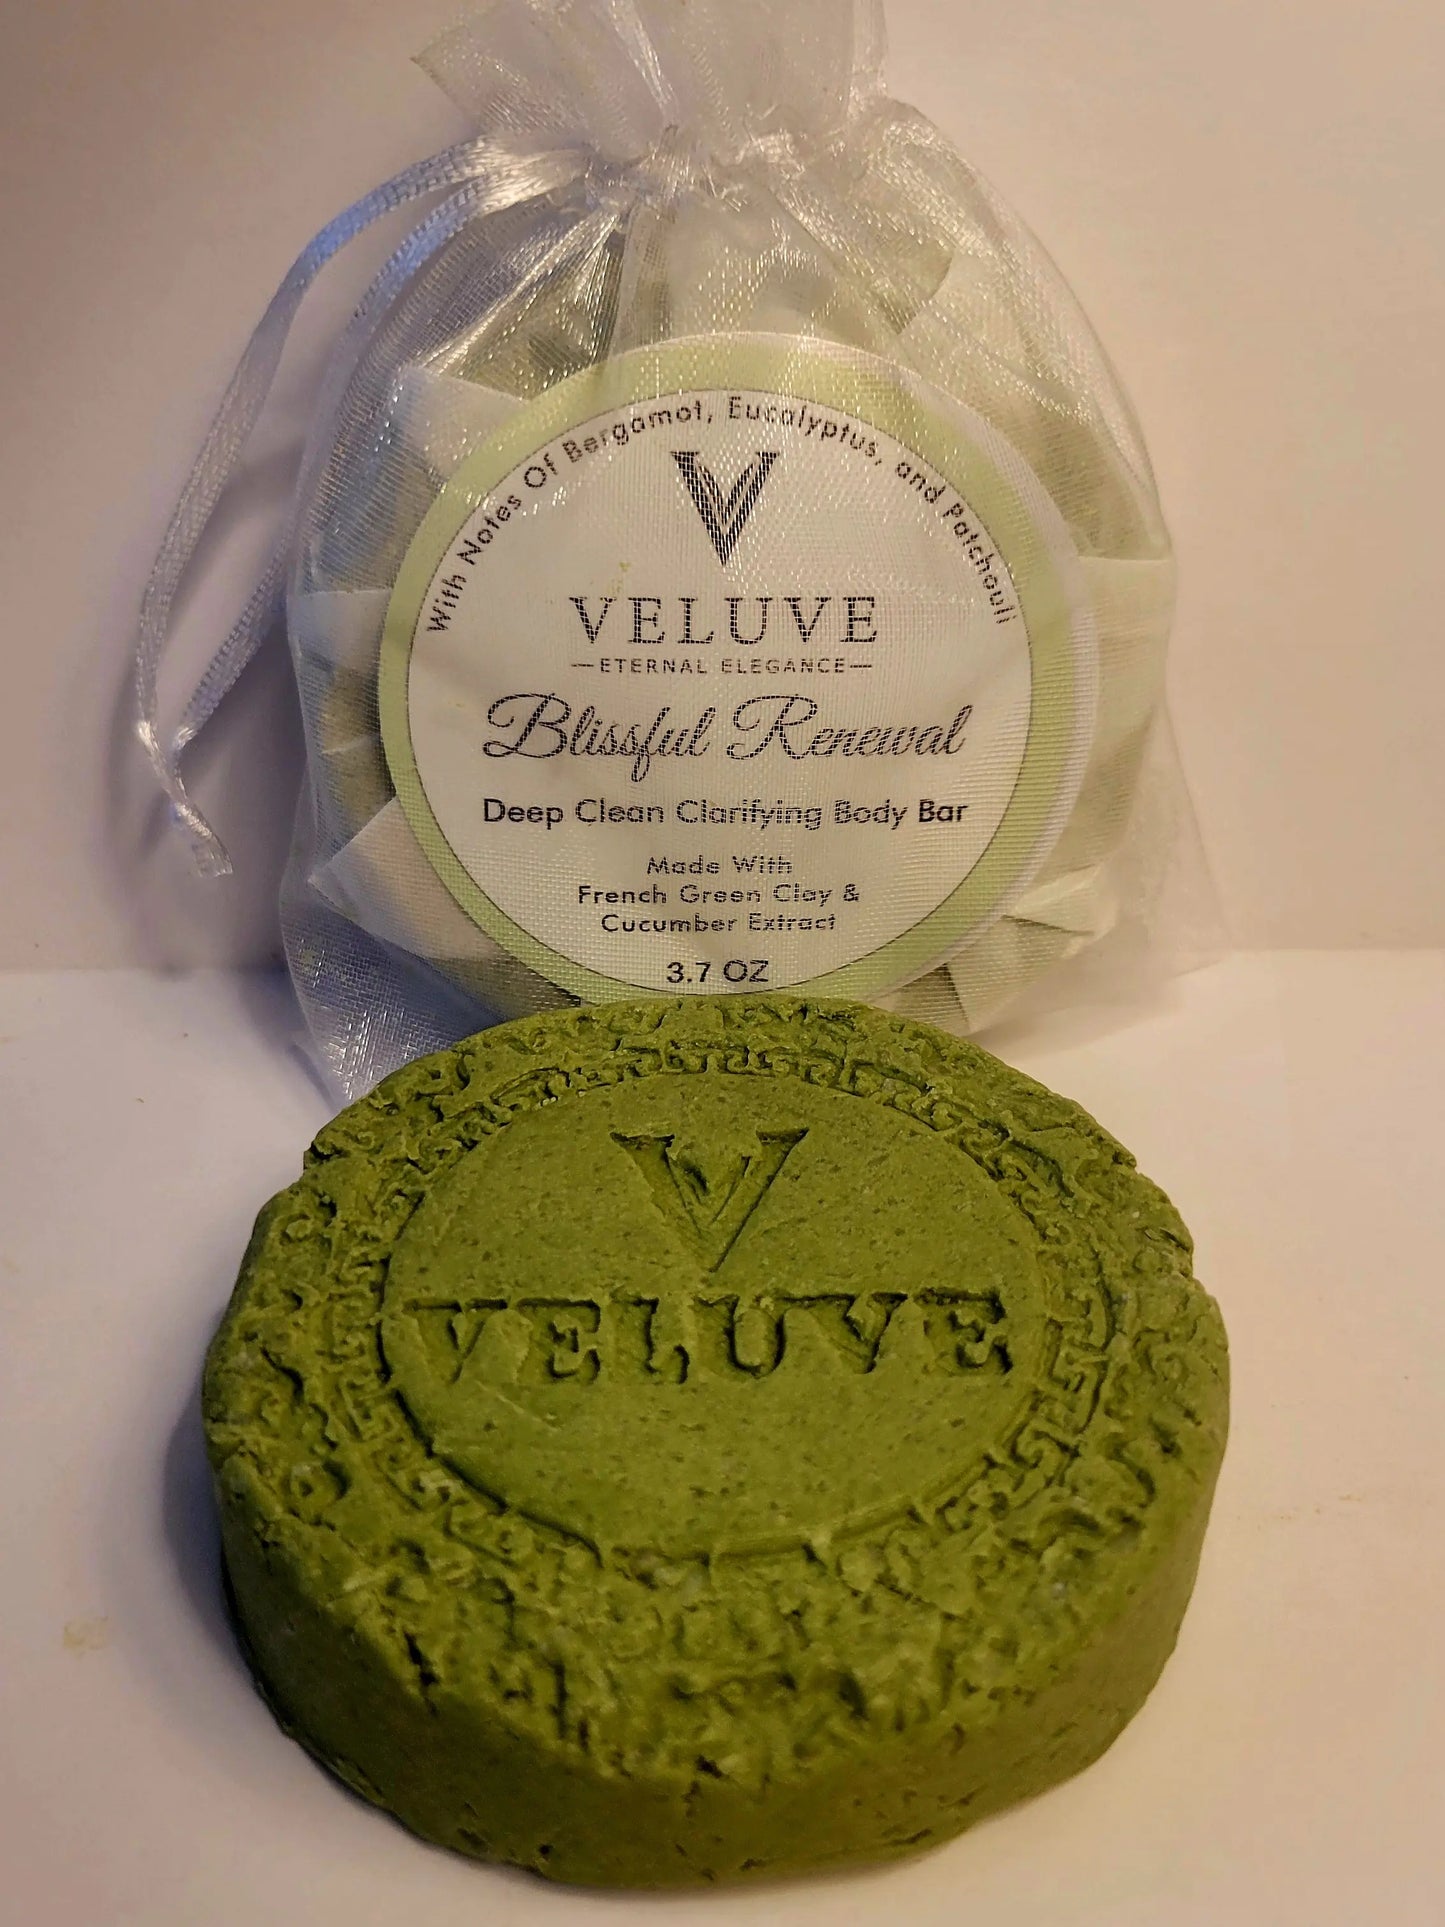 With Notes Of Bergamot, Eucalyptus, and Patchouli
V
VELUVE
—ETERNAL ELEGANCE—
Blissful Renewal
Deep Clean Clarifying Body Bar
Made With
French Green Clay &
Cucumber Extract
3.7 OZ
V
VELUVE